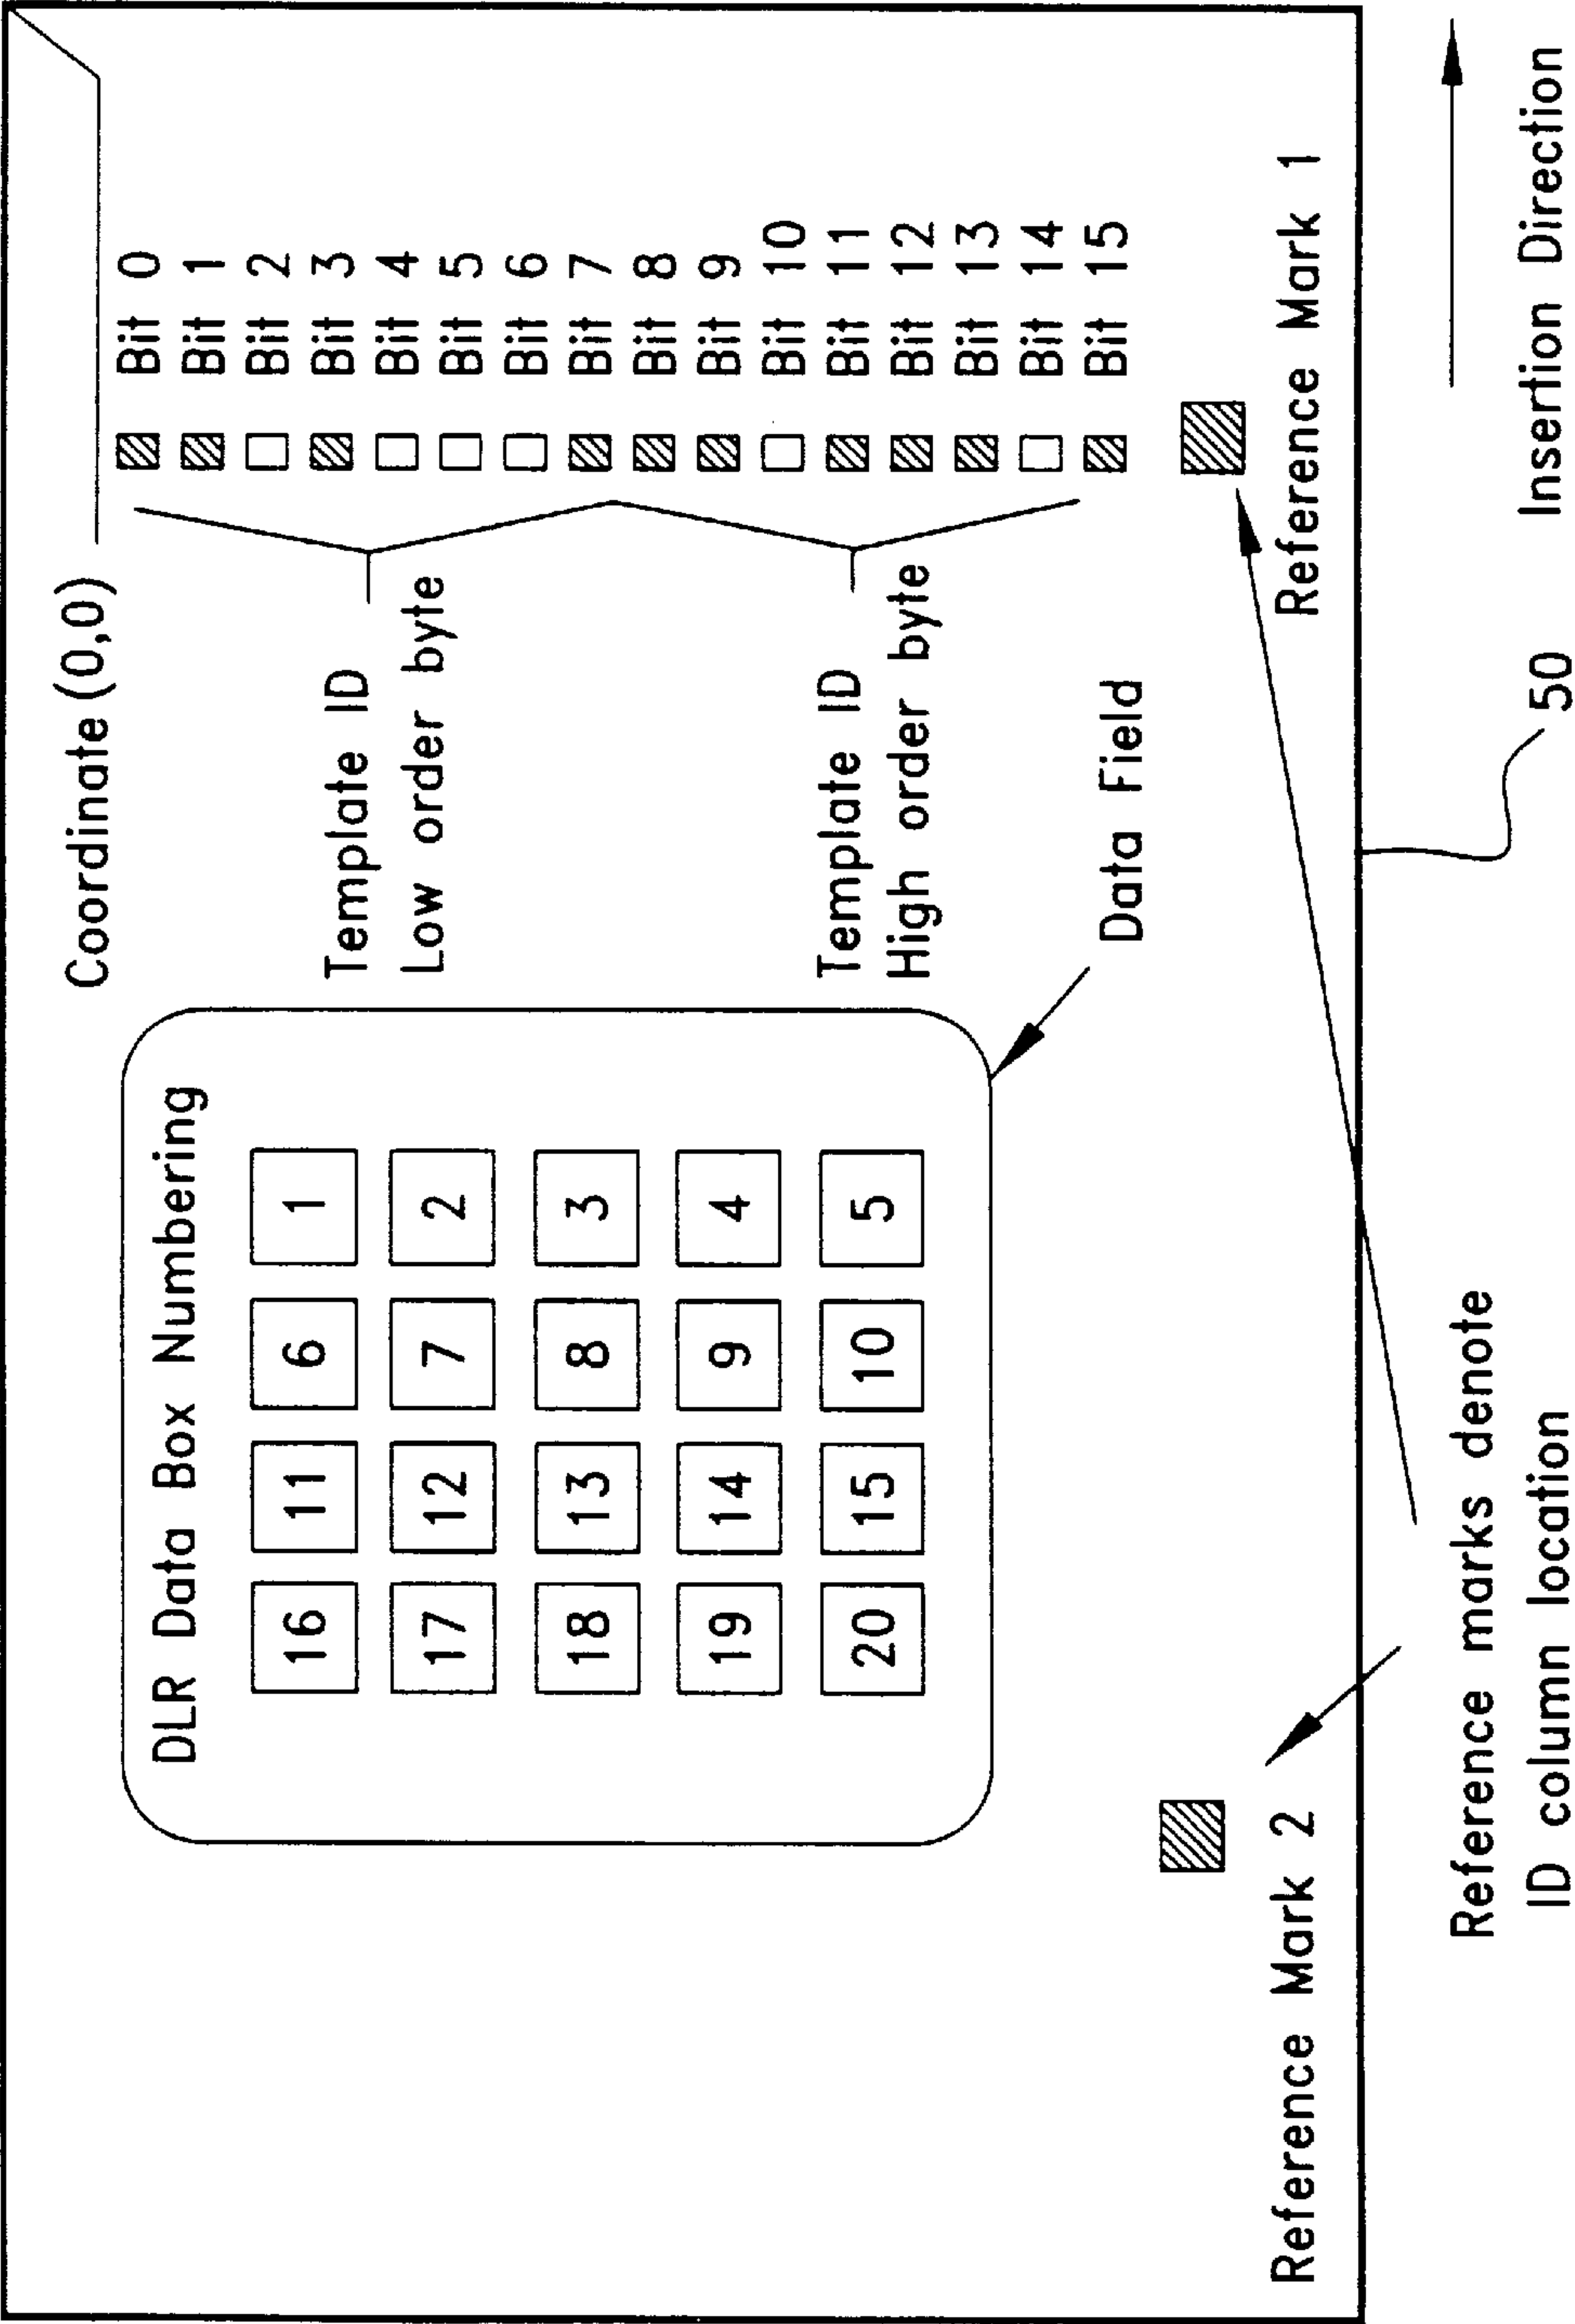 Coordinate (0,0)
DLR Data Box Numbering
16 11 6 1
17 12 7 2
18 13 8 3
19 14 9 4
20 15 10 5
Template ID
Low order byte
Template ID
High order byte
Bit 0
Bit 1
Bit 2
Bit 3
Bit 4
Bit 5
Bit 6
Bit 7
Bit 8
Bit 9
Bit 10
Bit 11
Bit 12
Bit 13
Bit 14
Bit 15
Data Field
Reference Mark 2
Reference Mark 1
Reference marks denote
ID column location
50
Insertion Direction